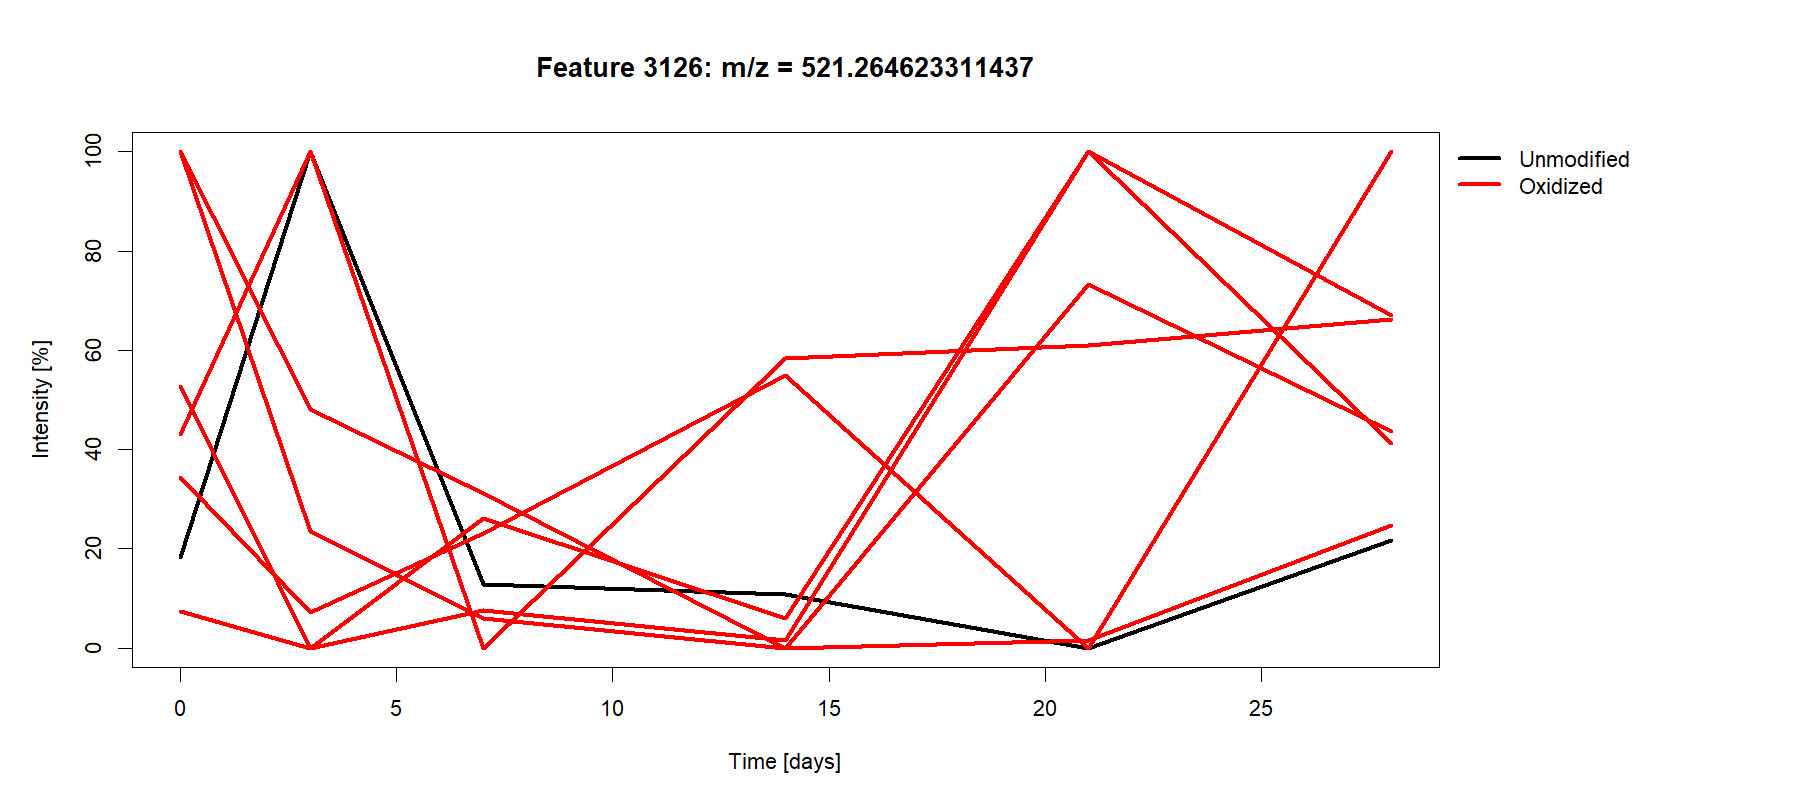 Feature 3126: m/z = 521.264623311437
Unmodified
Oxidized
Intensity [%]
100
80
60
40
20
0
0 5 10 15 20 25
Time [days]